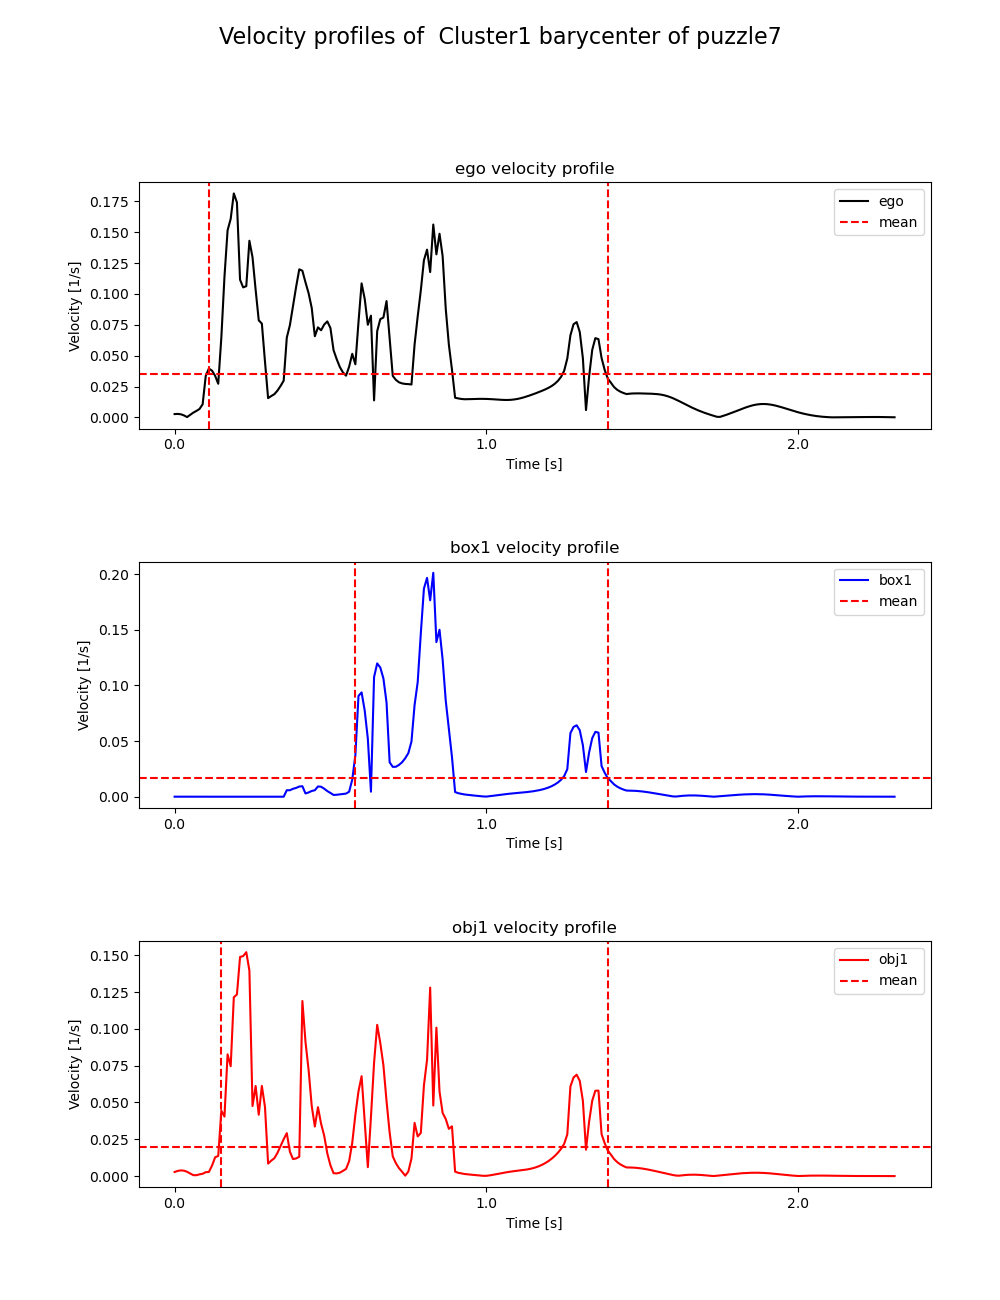 Velocity profiles of  Cluster1 barycenter of puzzle7
ego velocity profile
0.175
0.150
0.125
0.100
0.075
0.050
0.025
0.000
Velocity [1/s]
ego
mean
0.0 1.0 2.0
Time [s]
box1 velocity profile
0.20
0.15
0.10
0.05
0.00
Velocity [1/s]
box1
mean
0.0 1.0 2.0
Time [s]
obj1 velocity profile
0.150
0.125
0.100
0.075
0.050
0.025
0.000
Velocity [1/s]
obj1
mean
0.0 1.0 2.0
Time [s]